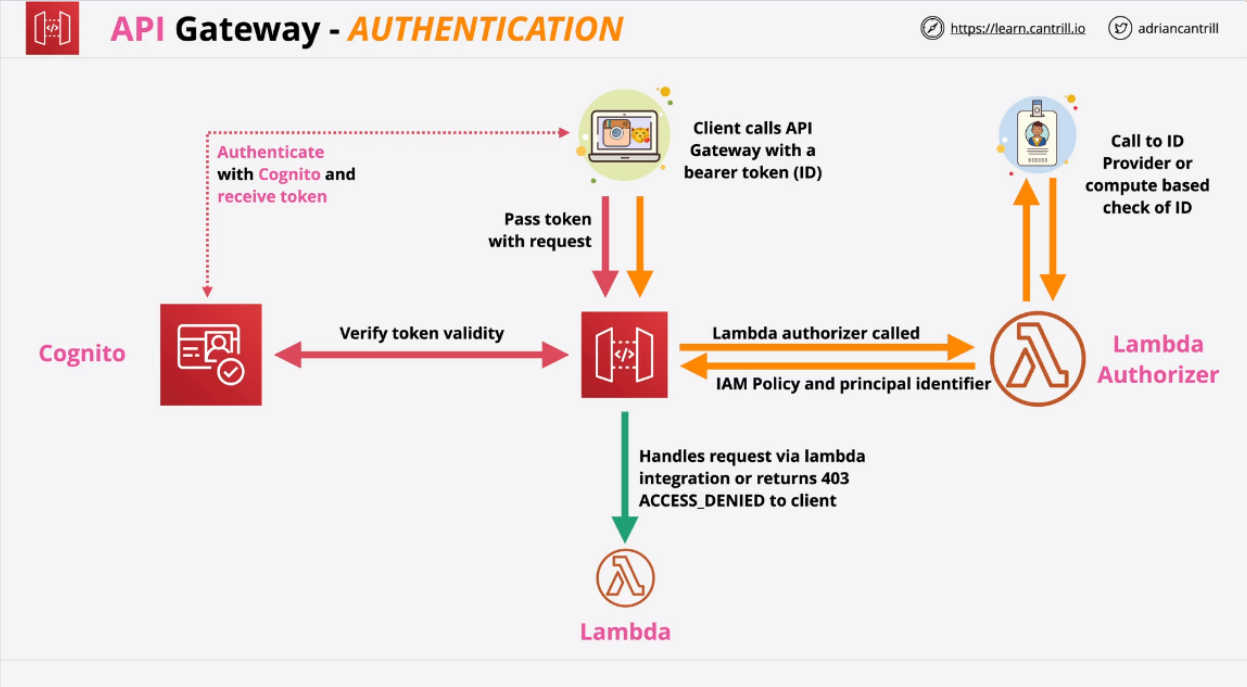 API Gateway - AUTHENTICATION
https://learn.cantrill.io
adriancantrill
Authenticate
with Cognito and
receive token
Client calls API
Gateway with a
bearer token (ID)
Call to ID
Provider or
compute based
check of ID
Pass token
with request
Cognito
Verify token validity
</>
Lambda authorizer called
IAM Policy and principal identifier
Lambda
Authorizer
Handles request via lambda
integration or returns 403
ACCESS_DENIED to client
Lambda